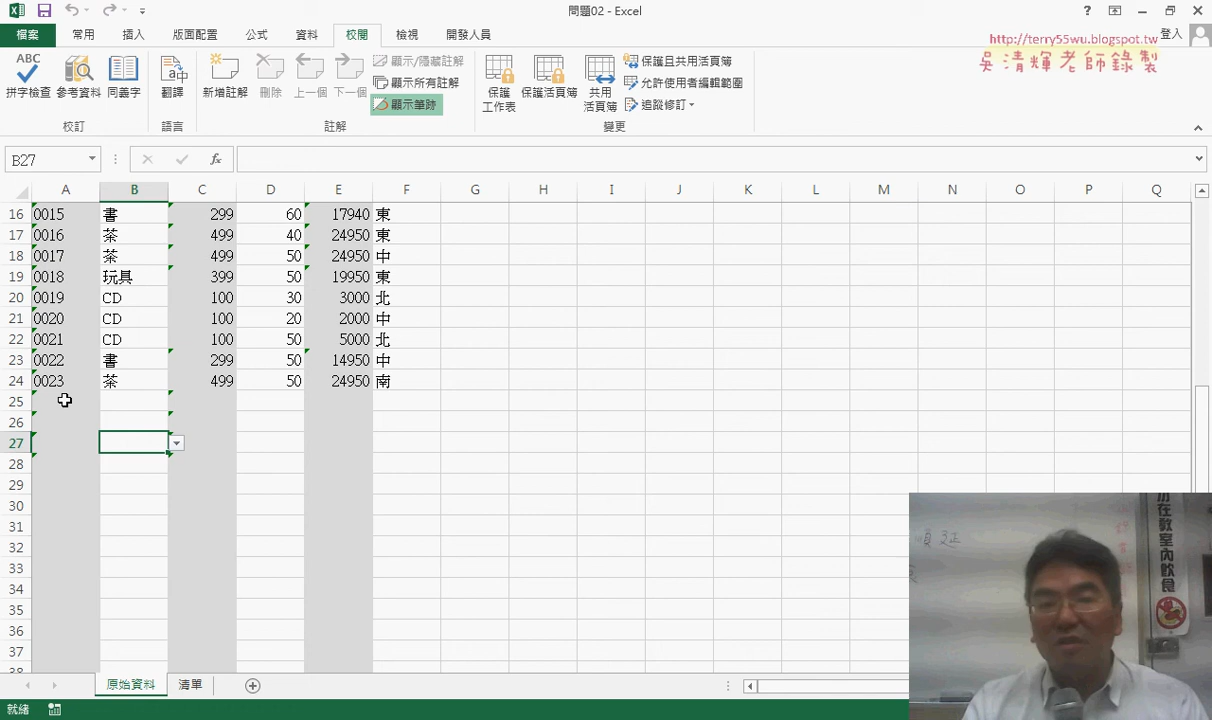 問題02 - Excel
檔案 常用 插入 版面配置 公式 資料 校閱 檢視 開發人員 登入
http://terry55wu.blogspot.tw
吳清輝老師錄製
ABC
拼字檢查 參考資料 同義字 翻譯 新增註解 刪除 上一個 下一個
顯示/隱藏註解
顯示所有註解
顯示筆跡
保護工作表 保護活頁簿 共用活頁簿
保護且共用活頁簿
允許使用者編輯範圍
追蹤修訂
校訂 語言 註解 變更
B27 fx
A B C D E F G H I J K L M N O P Q
16 0015 書 299 60 17940 東
17 0016 茶 499 40 24950 東
18 0017 茶 499 50 24950 中
19 0018 玩具 399 50 19950 東
20 0019 CD 100 30 3000 北
21 0020 CD 100 20 2000 中
22 0021 CD 100 50 5000 北
23 0022 書 299 50 14950 中
24 0023 茶 499 50 24950 南
25
26
27
28
29
30
31
32
33
34
35
36
37
原始資料 清單
就緒
在教室內飲食